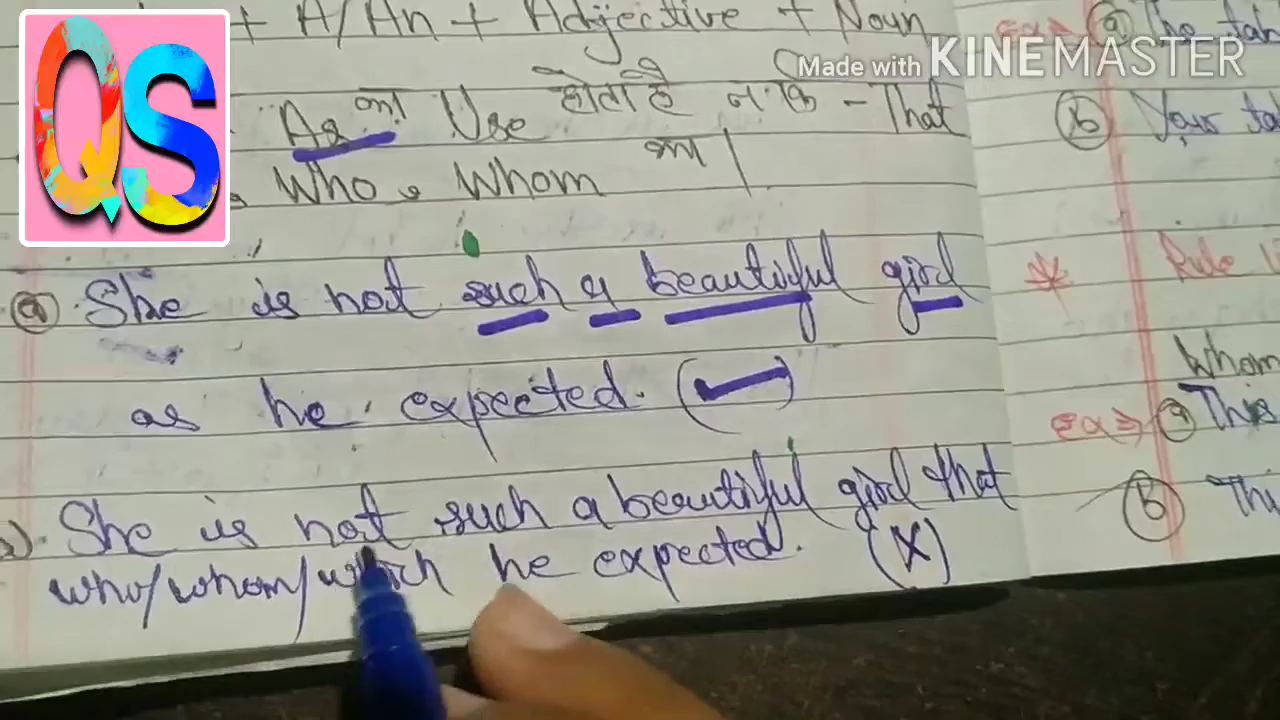 QS
Made with KINEMASTER
+ A/An + Adjective + Noun
As का Use होता है न कि - That
Who, Whom का |
(a) She is not such a beautiful girl
as he expected. (✓)
She is not such a beautiful girl that
who/whom/which he expected. (X)
ex⇒ (a) The
(b) Your
* Rule
Whom
ex⇒ (a) This
(b)